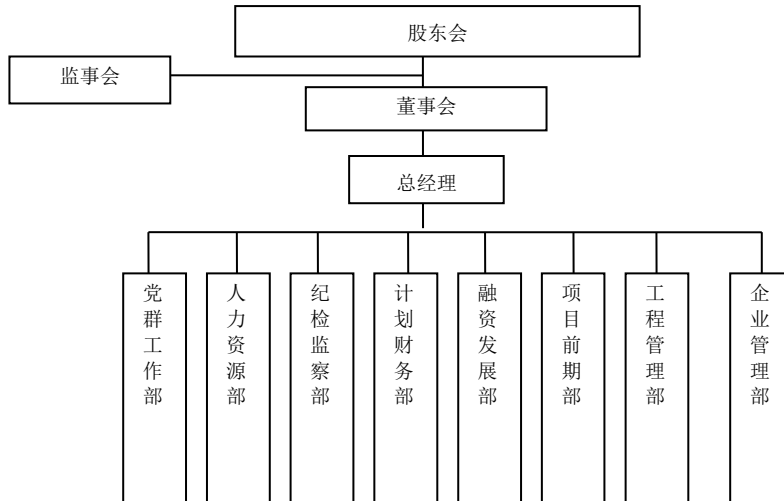 股东会
监事会
董事会
总经理
党群工作部
人力资源部
纪检监察部
计划财务部
融资发展部
项目前期部
工程管理部
企业管理部